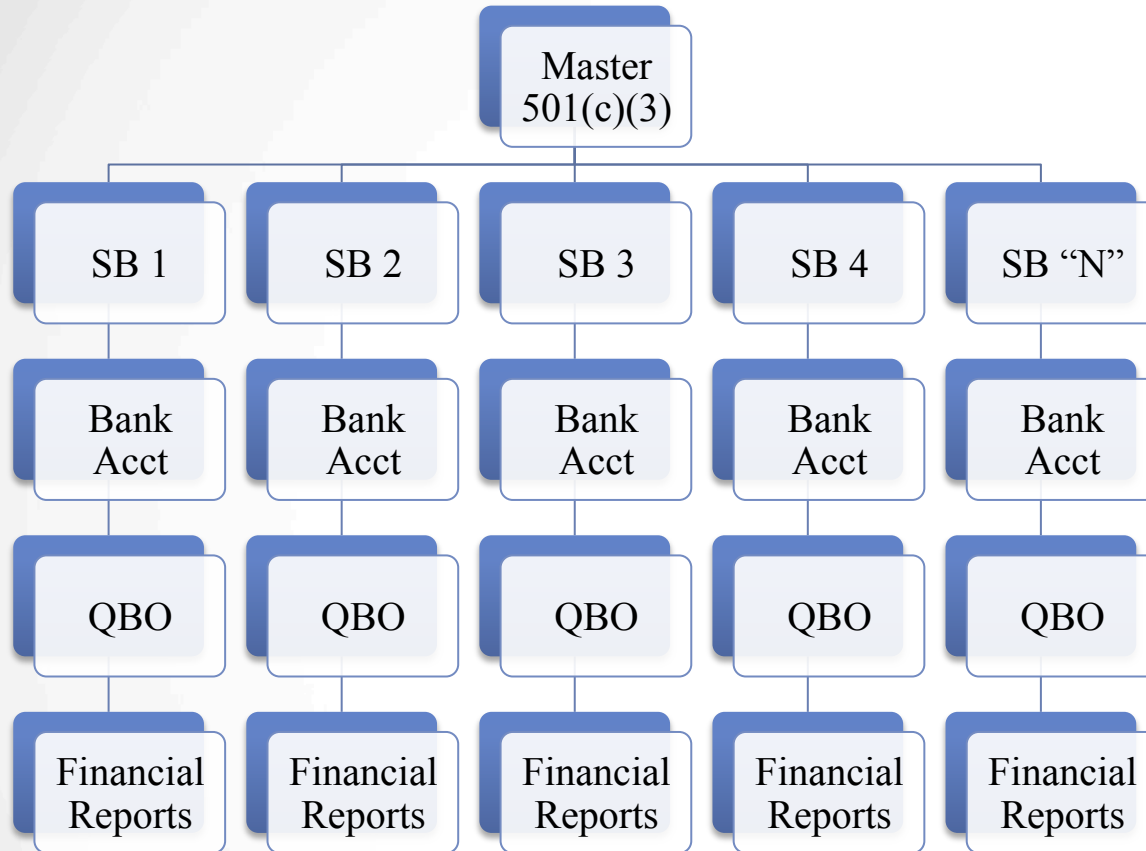 Master
501(c)(3)
SB 1
SB 2
SB 3
SB 4
SB “N”
Bank
Acct
Bank
Acct
Bank
Acct
Bank
Acct
Bank
Acct
QBO
QBO
QBO
QBO
QBO
Financial
Reports
Financial
Reports
Financial
Reports
Financial
Reports
Financial
Reports